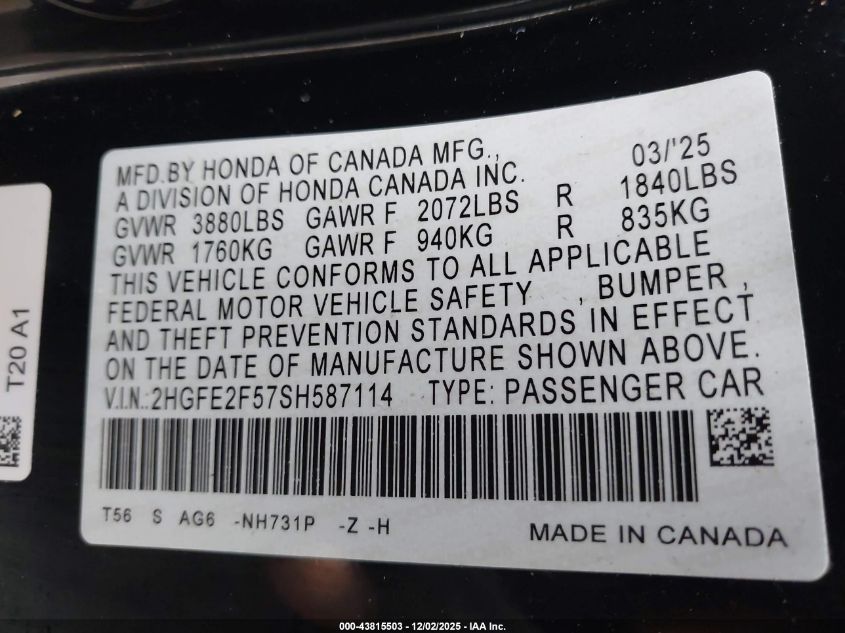 MFD.BY HONDA OF CANADA MFG., 03/'25
A DIVISION OF HONDA CANADA INC.
GVWR 3880LBS GAWR F 2072LBS R 1840LBS
GVWR 1760KG GAWR F 940KG R 835KG
THIS VEHICLE CONFORMS TO ALL APPLICABLE
FEDERAL MOTOR VEHICLE SAFETY , BUMPER ,
AND THEFT PREVENTION STANDARDS IN EFFECT
ON THE DATE OF MANUFACTURE SHOWN ABOVE.
V.I.N.:2HGFE2F57SH587114 TYPE: PASSENGER CAR
T56 S AG6 -NH731P -Z -H MADE IN CANADA
T20 A1
000-43815503 - 12/02/2025 - IAA Inc.